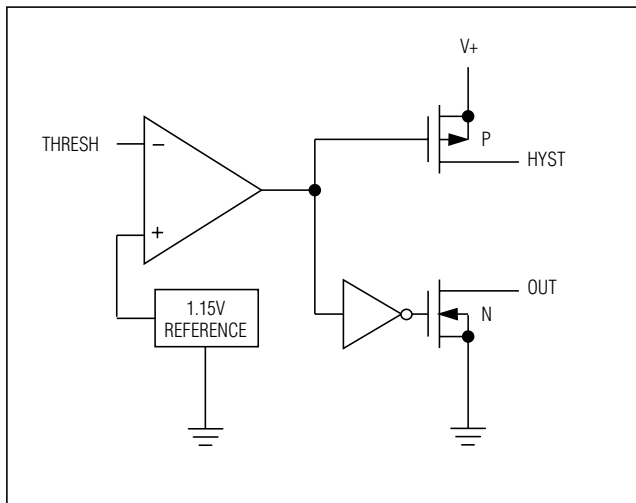 V+
THRESH
−
P
HYST
+
1.15V
REFERENCE
OUT
N